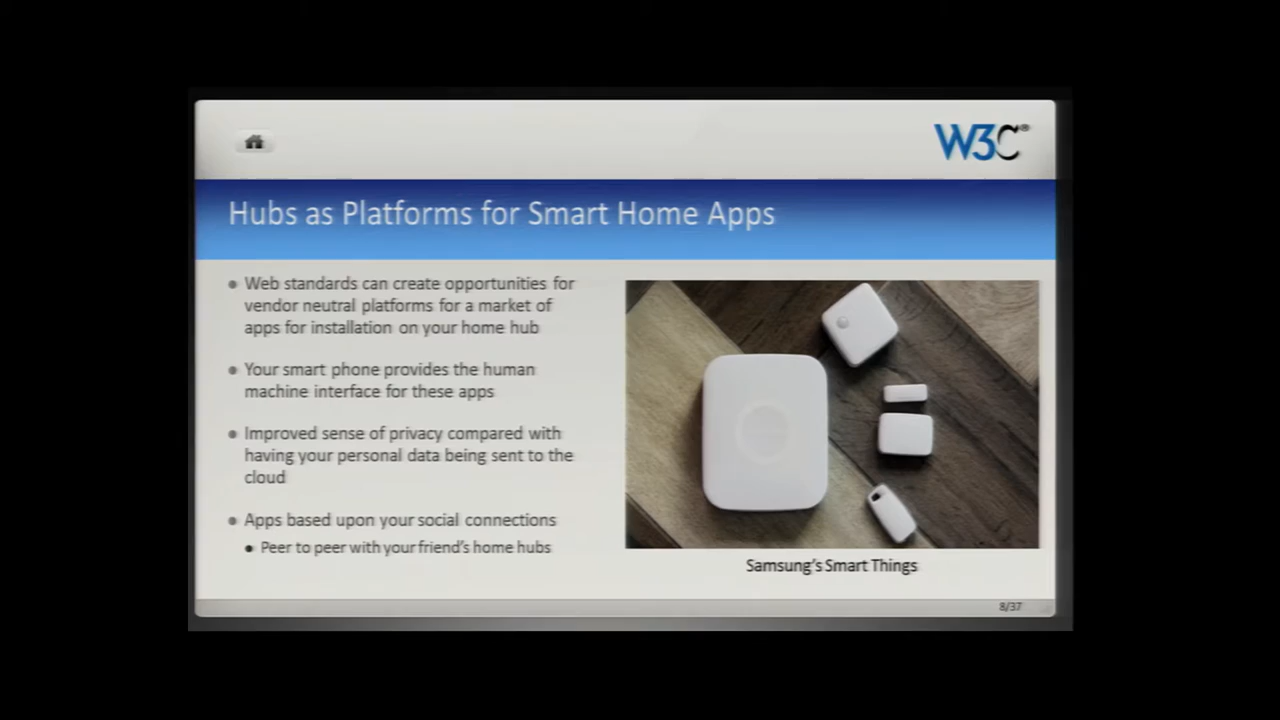 W3C®
Hubs as Platforms for Smart Home Apps
• Web standards can create opportunities for
vendor neutral platforms for a market of
apps for installation on your home hub
• Your smart phone provides the human
machine interface for these apps
• Improved sense of privacy compared with
having your personal data being sent to the
cloud
• Apps based upon your social connections
• Peer to peer with your friend's home hubs
Samsung's Smart Things
8/37